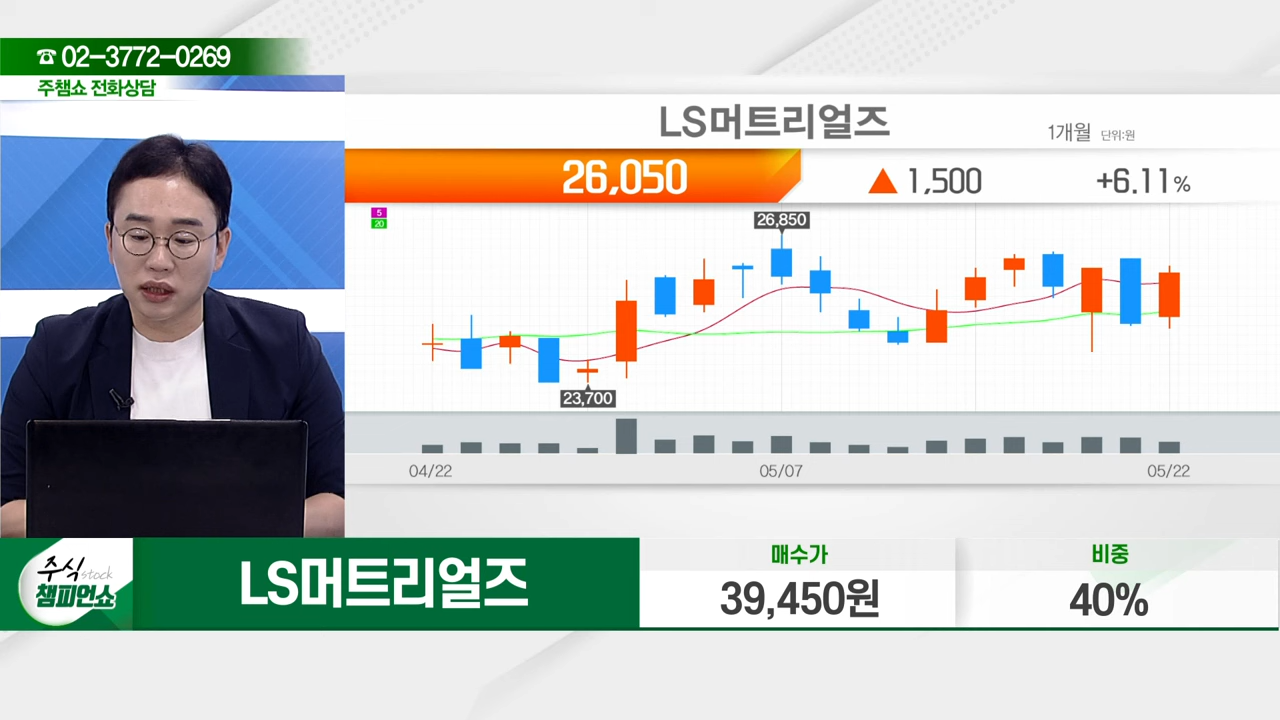 ☎ 02-3772-0269
주챔쇼 전화상담
LS머트리얼즈
1개월 단위:원
26,050 ▲ 1,500 +6.11%
5
20
26,850
23,700
04/22 05/07 05/22
주식 stock
챔피언쇼
LS머트리얼즈
매수가
39,450원
비중
40%